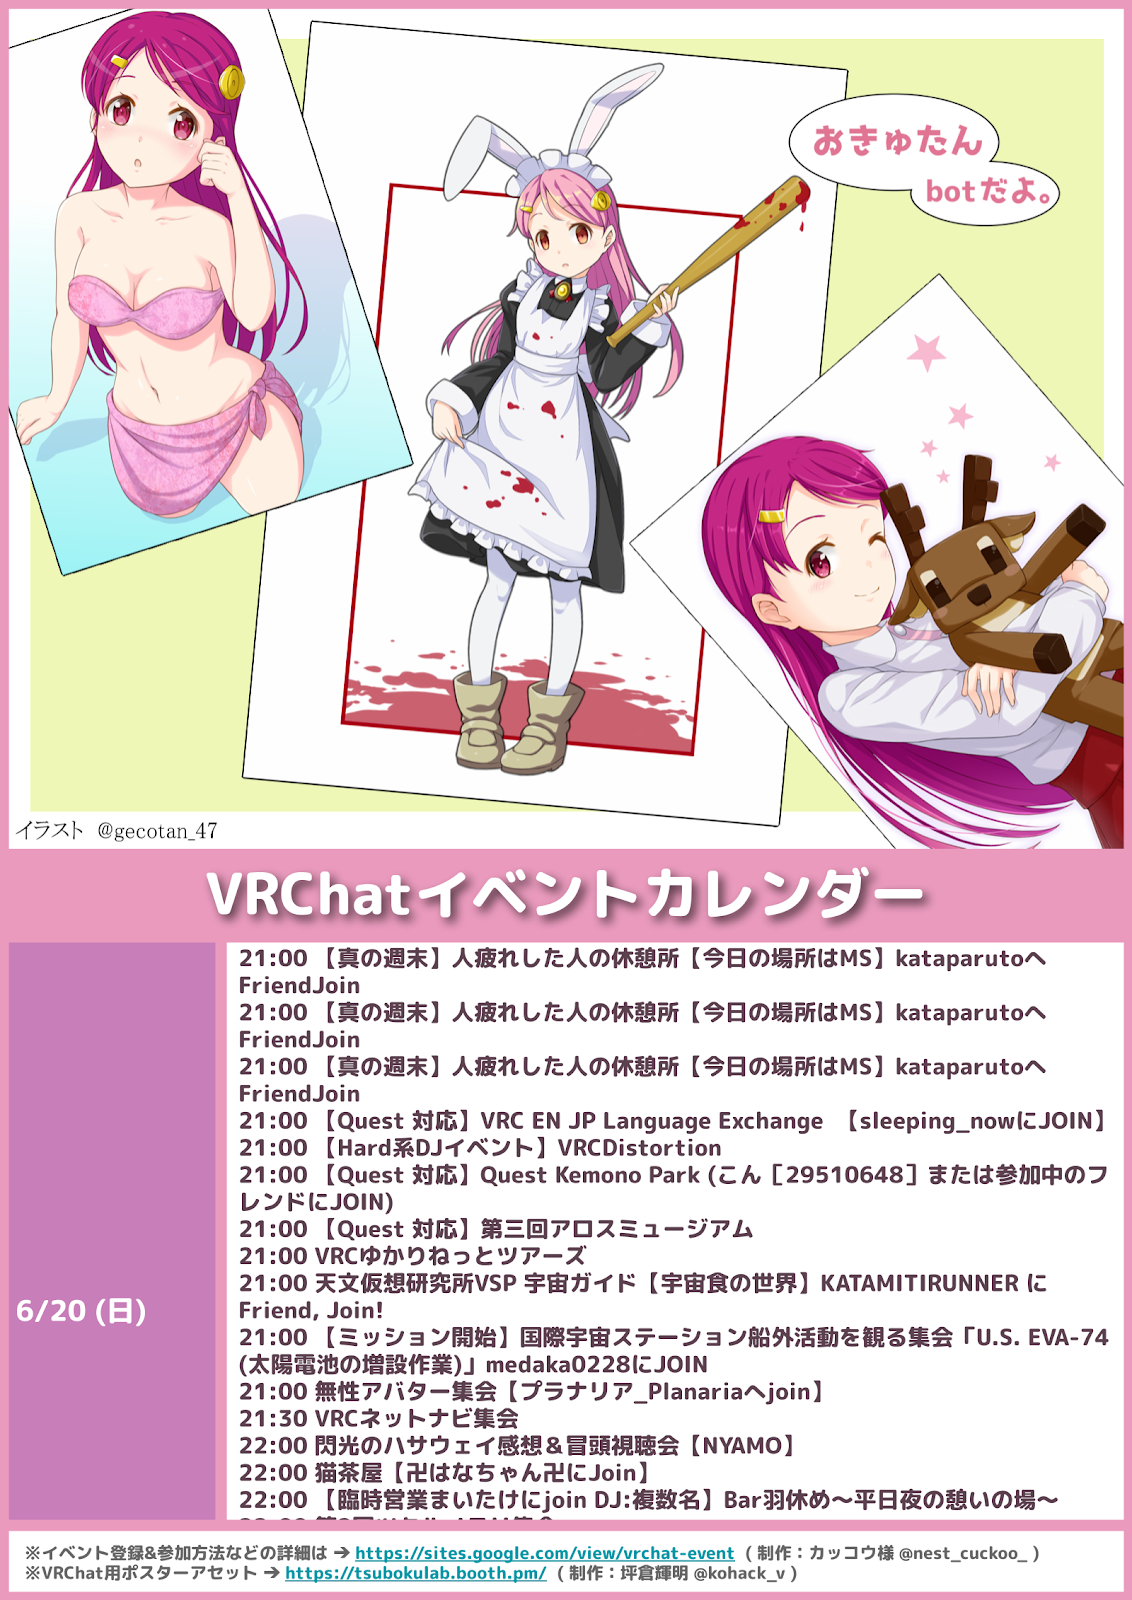 おきゅたん
botだよ。
イラスト @gecotan_47
VRChatイベントカレンダー
6/20 (日)
21:00 【真の週末】人疲れした人の休憩所【今日の場所はMS】kataparutoへ
FriendJoin
21:00 【真の週末】人疲れした人の休憩所【今日の場所はMS】kataparutoへ
FriendJoin
21:00 【真の週末】人疲れした人の休憩所【今日の場所はMS】kataparutoへ
FriendJoin
21:00 【Quest 対応】VRC EN JP Language Exchange 【sleeping_nowにJOIN】
21:00 【Hard系DJイベント】VRCDistortion
21:00 【Quest 対応】Quest Kemono Park (こん［29510648］または参加中のフ
レンドにJOIN)
21:00 【Quest 対応】第三回アロスミュージアム
21:00 VRCゆかりねっとツアーズ
21:00 天文仮想研究所VSP 宇宙ガイド【宇宙食の世界】KATAMITIRUNNER に
Friend, Join!
21:00 【ミッション開始】国際宇宙ステーション船外活動を観る集会「U.S. EVA-74
(太陽電池の増設作業)」medaka0228にJOIN
21:00 無性アバター集会【プラナリア_Planariaへjoin】
21:30 VRCネットナビ集会
22:00 閃光のハサウェイ感想＆冒頭視聴会【NYAMO】
22:00 猫茶屋【卍はなちゃん卍にJoin】
22:00 【臨時営業まいたけにjoin DJ:複数名】Bar羽休め～平日夜の憩いの場～
※イベント登録&参加方法などの詳細は ➔ https://sites.google.com/view/vrchat-event ( 制作：カッコウ様 @nest_cuckoo_ )
※VRChat用ポスターアセット ➔ https://tsubokulab.booth.pm/ ( 制作：坪倉輝明 @kohack_v )